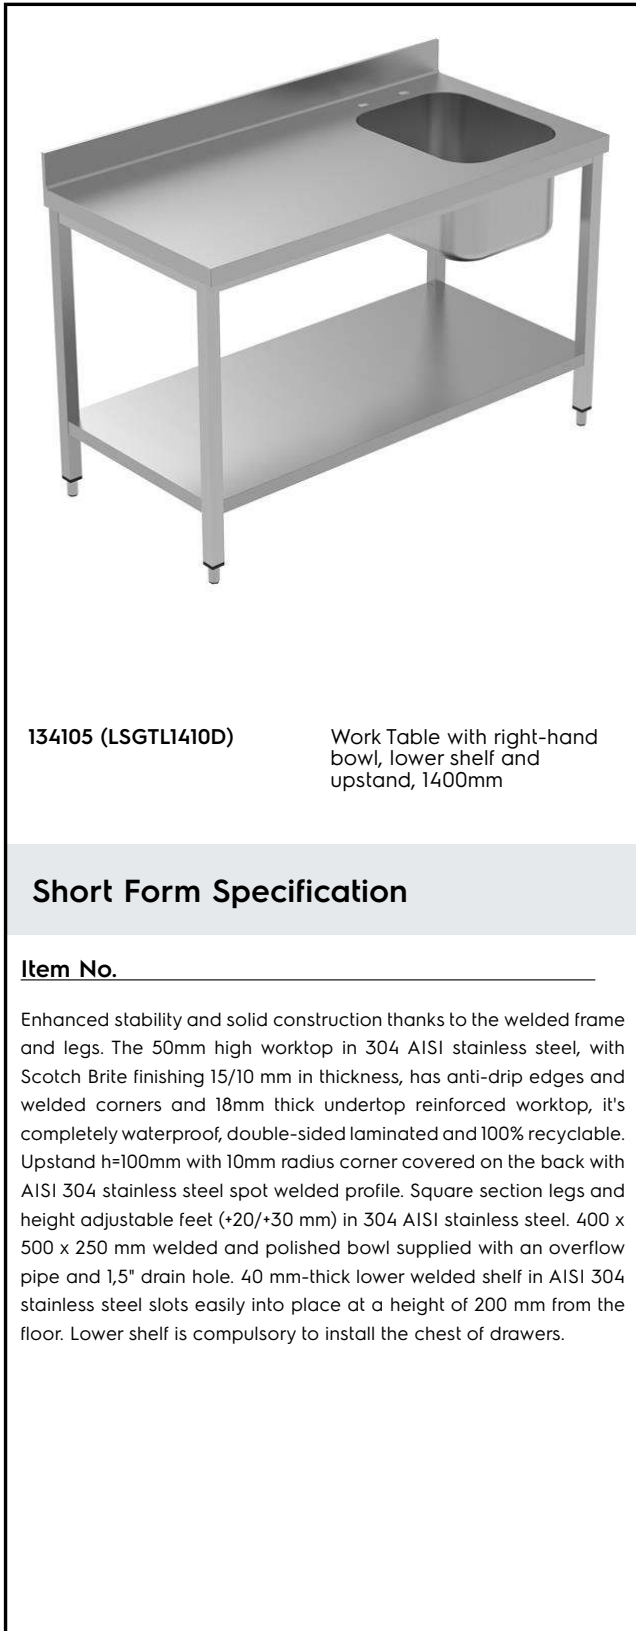 134105 (LSGTL1410D)
Work Table with right-hand
bowl, lower shelf and
upstand, 1400mm
Short Form Specification
Item No.
Enhanced stability and solid construction thanks to the welded frame
and legs. The 50mm high worktop in 304 AISI stainless steel, with
Scotch Brite finishing 15/10 mm in thickness, has anti-drip edges and
welded corners and 18mm thick undertop reinforced worktop, it's
completely waterproof, double-sided laminated and 100% recyclable.
Upstand h=100mm with 10mm radius corner covered on the back with
AISI 304 stainless steel spot welded profile. Square section legs and
height adjustable feet (+20/+30 mm) in 304 AISI stainless steel. 400 x
500 x 250 mm welded and polished bowl supplied with an overflow
pipe and 1,5" drain hole. 40 mm-thick lower welded shelf in AISI 304
stainless steel slots easily into place at a height of 200 mm from the
floor. Lower shelf is compulsory to install the chest of drawers.